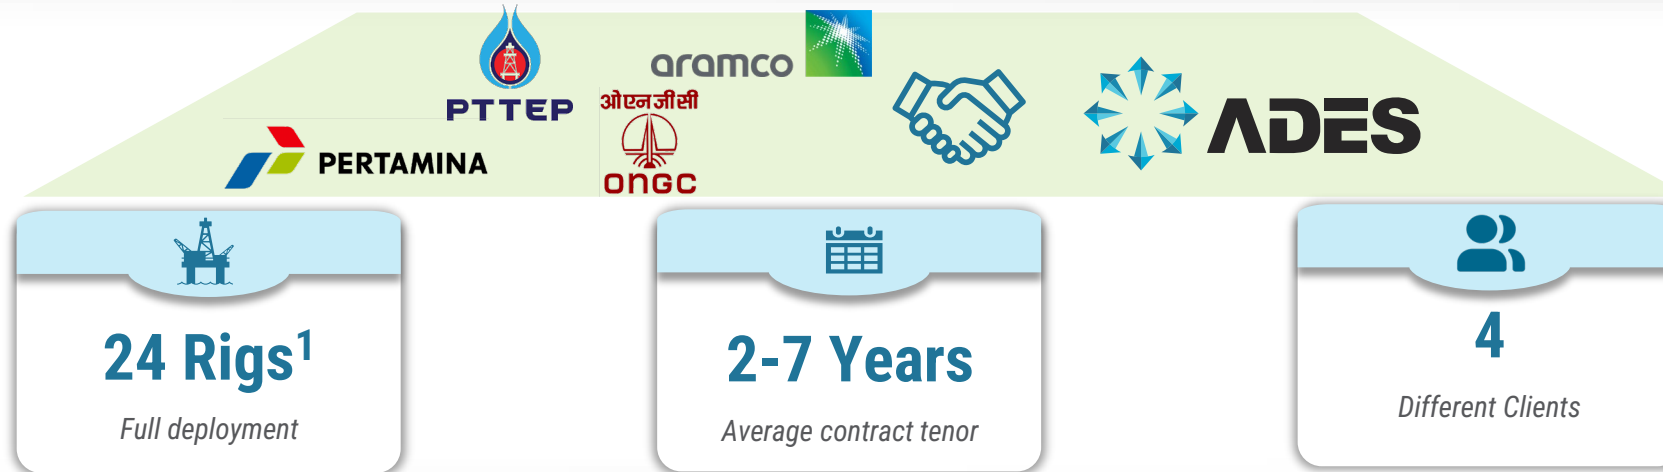 PTTEP
aramco
ओएनजीसी
ONGC
PERTAMINA
ADES
24 Rigs¹
Full deployment
2-7 Years
Average contract tenor
4
Different Clients